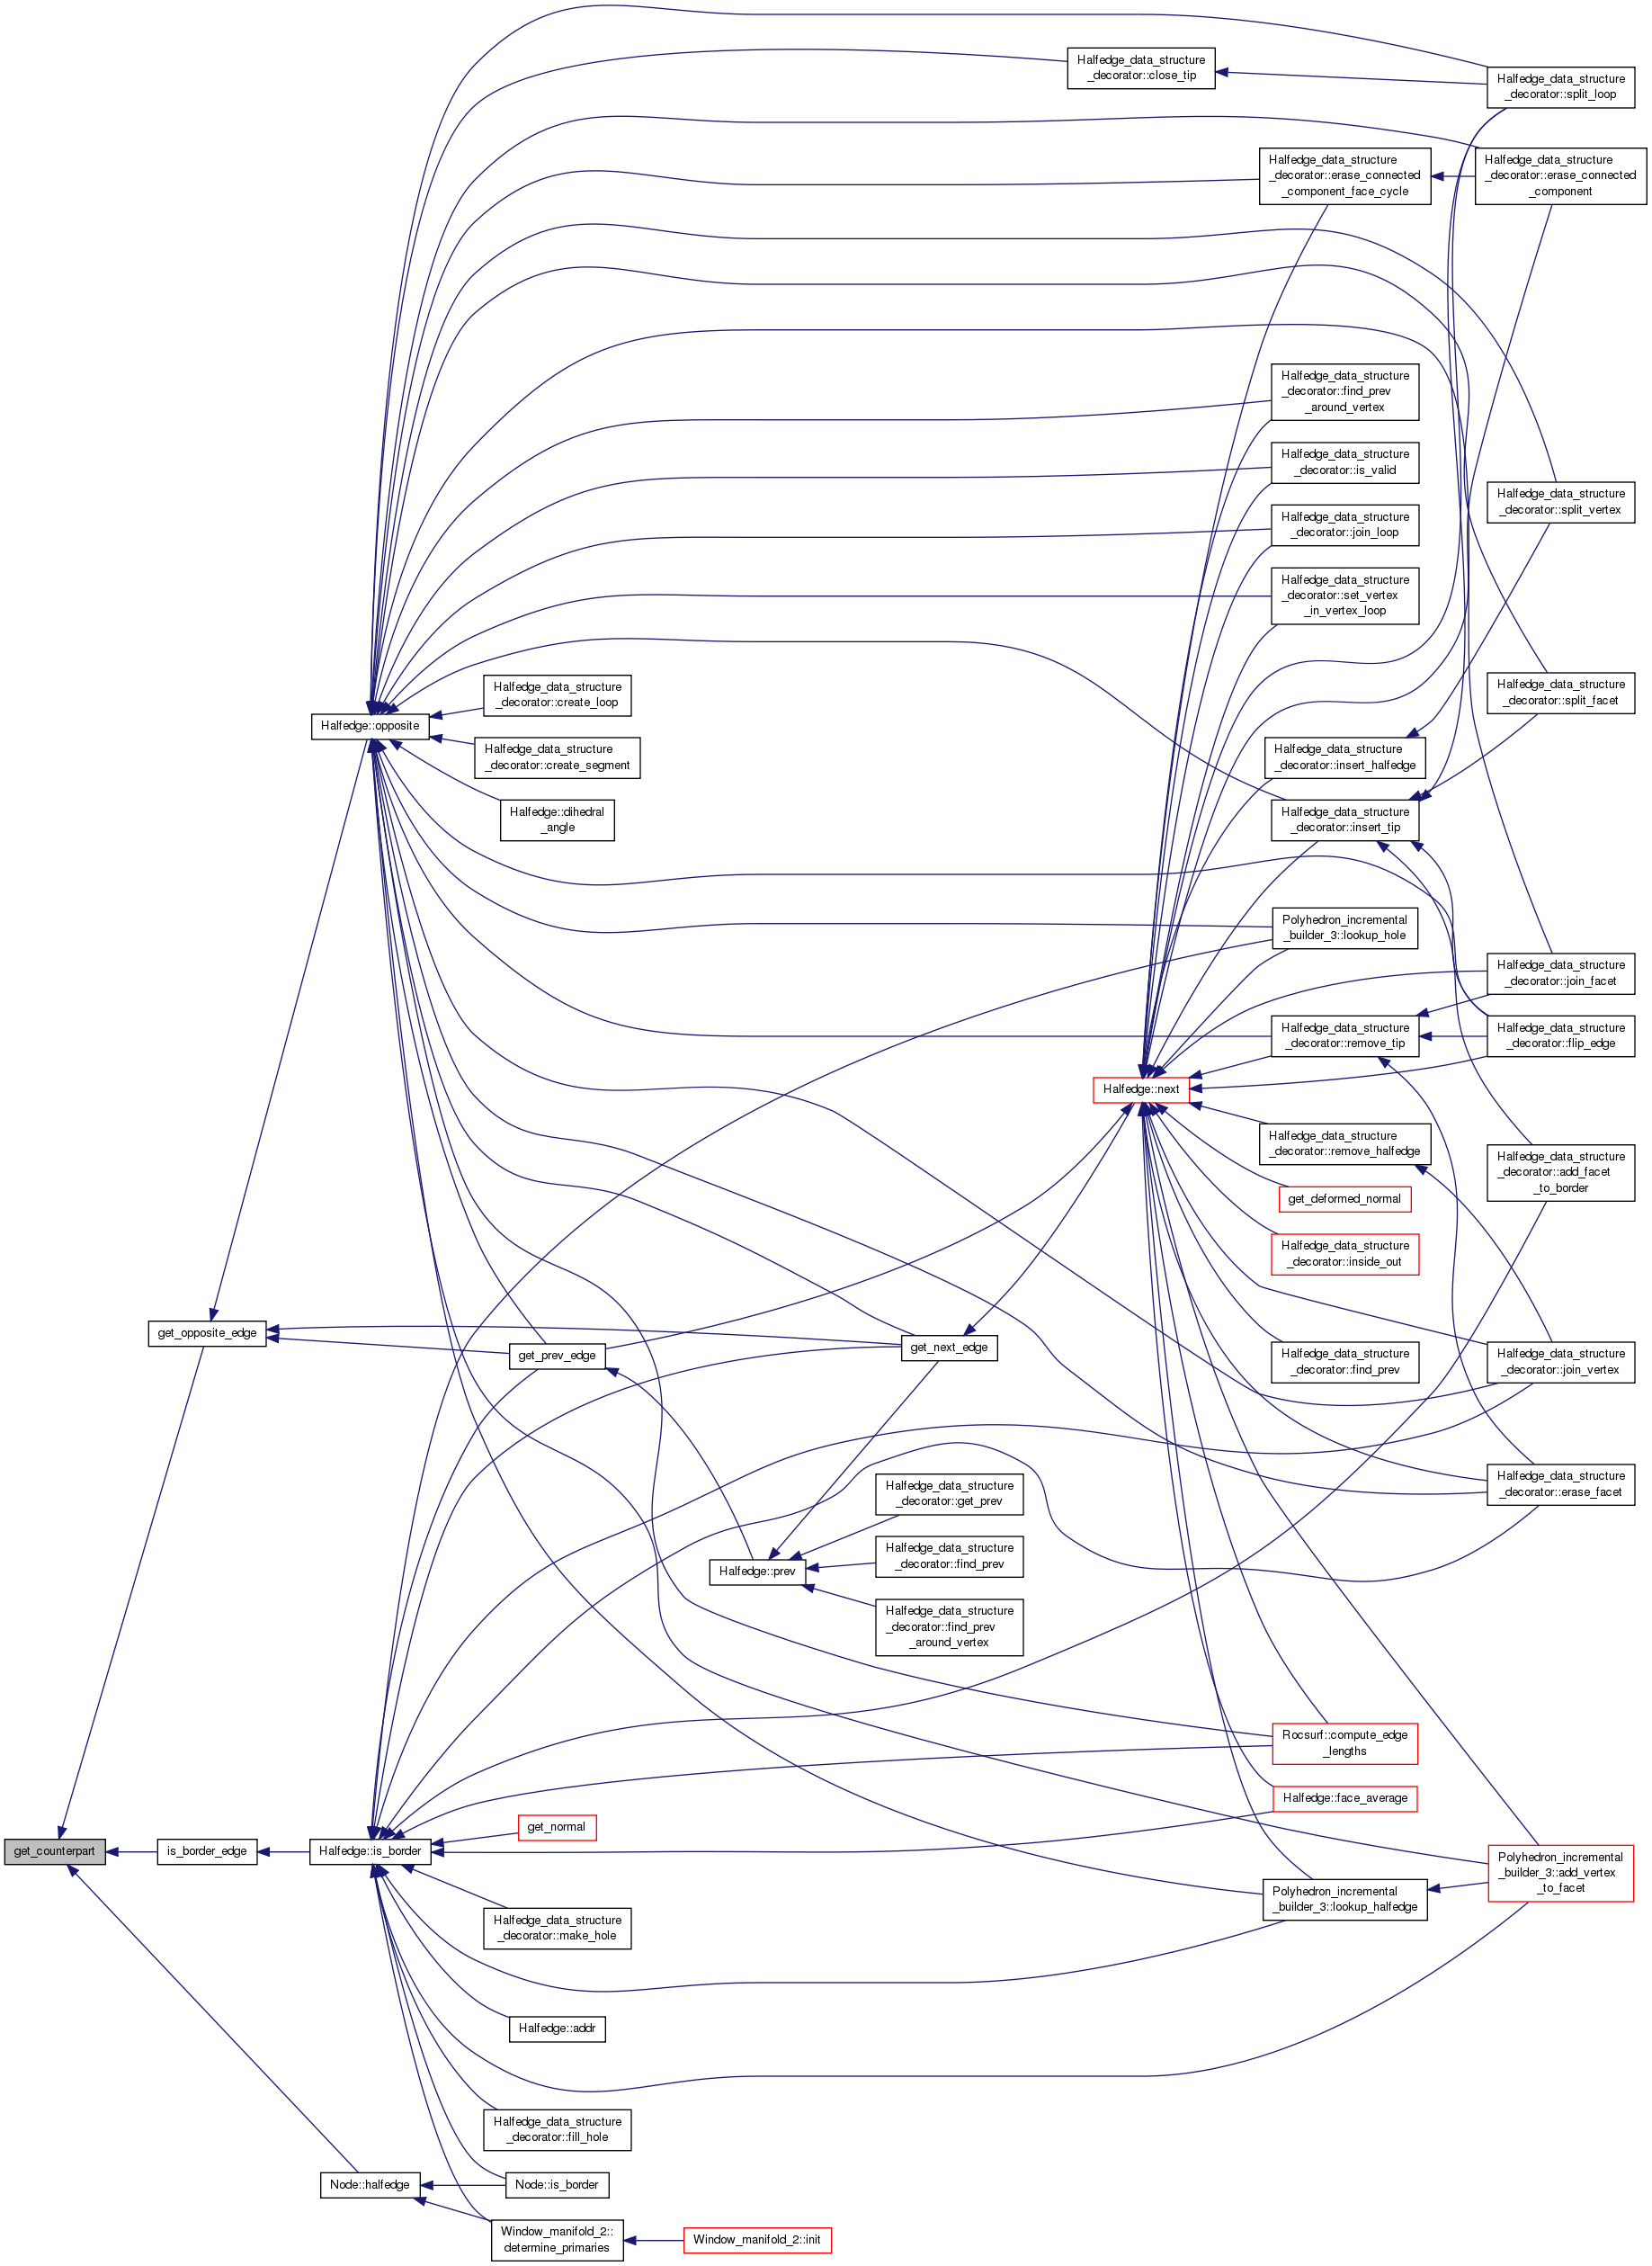 Halfedge_data_structure
_decorator::close_tip
Halfedge_data_structure
_decorator::split_loop
Halfedge_data_structure
_decorator::erase_connected
_component_face_cycle
Halfedge_data_structure
_decorator::erase_connected
_component
Halfedge_data_structure
_decorator::find_prev
_around_vertex
Halfedge_data_structure
_decorator::is_valid
Halfedge_data_structure
_decorator::split_vertex
Halfedge_data_structure
_decorator::join_loop
Halfedge_data_structure
_decorator::set_vertex
_in_vertex_loop
Halfedge_data_structure
_decorator::create_loop
Halfedge_data_structure
_decorator::split_facet
Halfedge::opposite
Halfedge_data_structure
_decorator::create_segment
Halfedge_data_structure
_decorator::insert_halfedge
Halfedge::dihedral
_angle
Halfedge_data_structure
_decorator::insert_tip
Polyhedron_incremental
_builder_3::lookup_hole
Halfedge_data_structure
_decorator::join_facet
Halfedge_data_structure
_decorator::remove_tip
Halfedge_data_structure
_decorator::flip_edge
Halfedge::next
Halfedge_data_structure
_decorator::remove_halfedge
Halfedge_data_structure
_decorator::add_facet
_to_border
get_deformed_normal
Halfedge_data_structure
_decorator::inside_out
get_opposite_edge
get_prev_edge
get_next_edge
Halfedge_data_structure
_decorator::find_prev
Halfedge_data_structure
_decorator::join_vertex
Halfedge_data_structure
_decorator::get_prev
Halfedge_data_structure
_decorator::erase_facet
Halfedge_data_structure
_decorator::find_prev
Halfedge::prev
Halfedge_data_structure
_decorator::find_prev
_around_vertex
Rocsurf::compute_edge
_lengths
Halfedge::face_average
get_normal
get_counterpart
is_border_edge
Halfedge::is_border
Polyhedron_incremental
_builder_3::add_vertex
_to_facet
Polyhedron_incremental
_builder_3::lookup_halfedge
Halfedge_data_structure
_decorator::make_hole
Halfedge::addr
Halfedge_data_structure
_decorator::fill_hole
Node::halfedge
Node::is_border
Window_manifold_2::
determine_primaries
Window_manifold_2::init